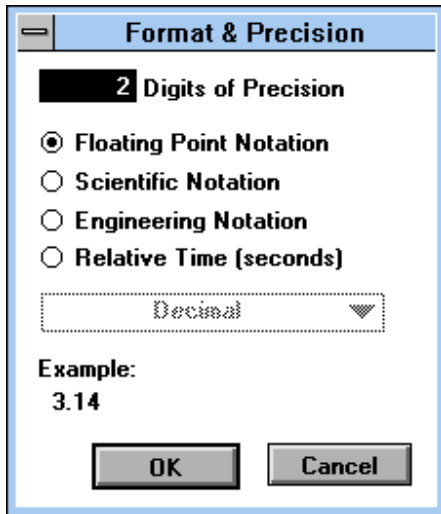 Format & Precision
2 Digits of Precision
Floating Point Notation
Scientific Notation
Engineering Notation
Relative Time (seconds)
Decimal
Example:
3.14
OK Cancel